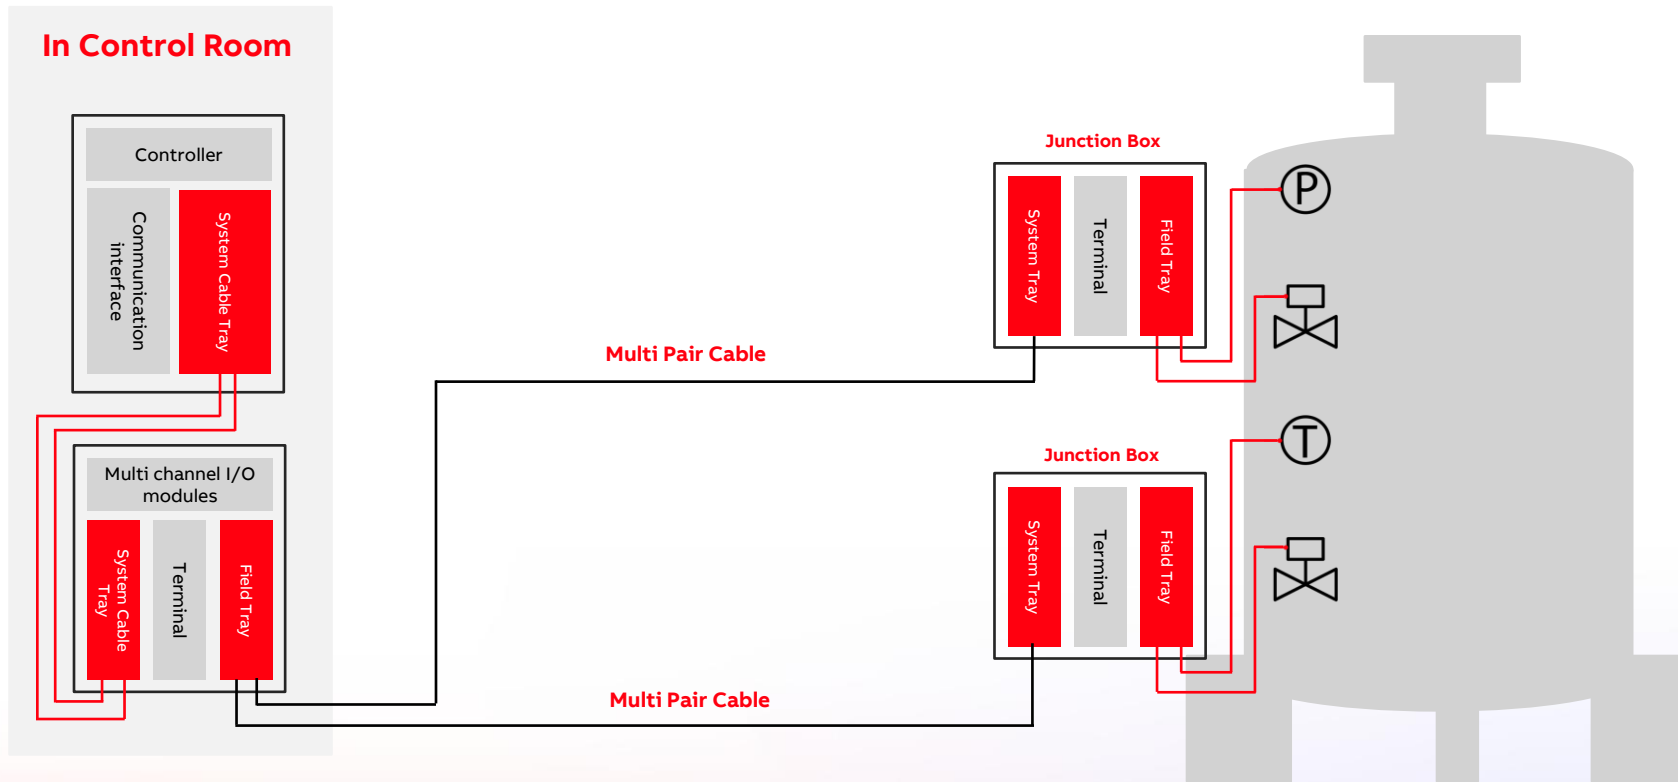 In Control Room
Controller
Communication
interface
System Cable Tray
Multi channel I/O
modules
System Cable
Tray
Terminal
Field Tray
Multi Pair Cable
Multi Pair Cable
Junction Box
System Tray
Terminal
Field Tray
Junction Box
System Tray
Terminal
Field Tray
P
T